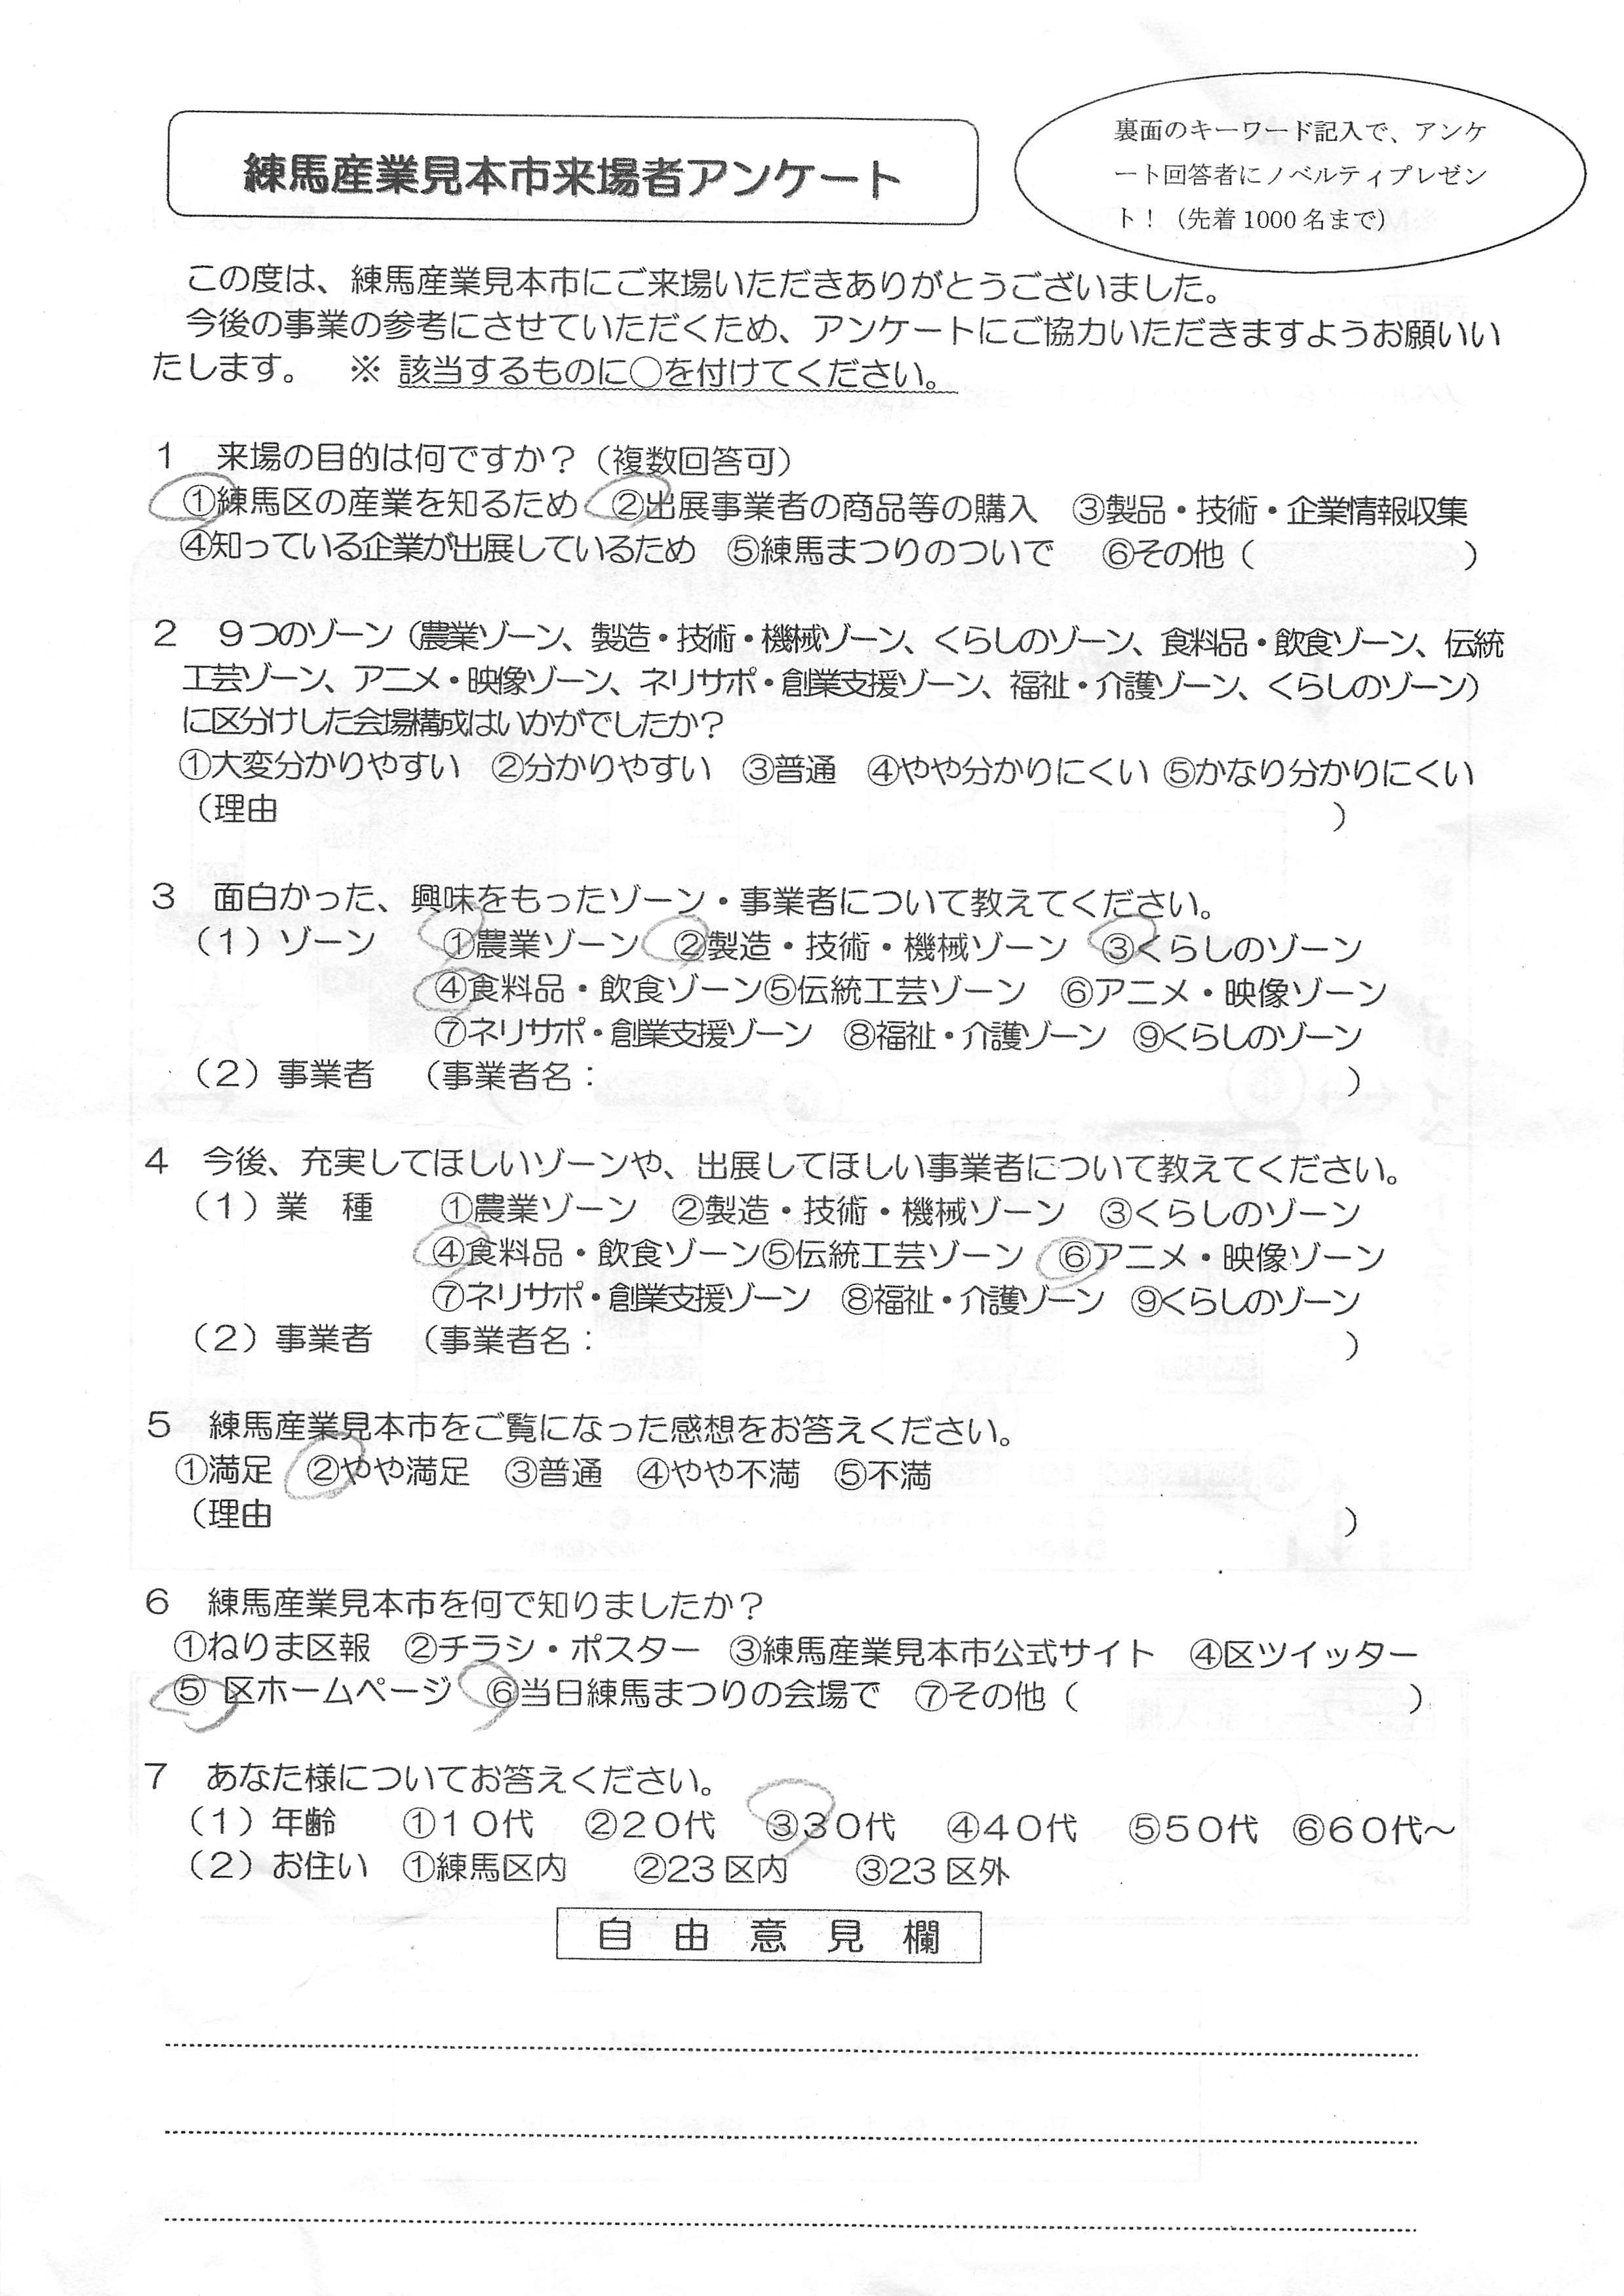 練馬産業見本市来場者アンケート
裏面のキーワード記入で、アンケ
ート回答者にノベルティプレゼン
ト！（先着1000名まで）
この度は、練馬産業見本市にご来場いただきありがとうございました。
今後の事業の参考にさせていただくため、アンケートにご協力いただきますようお願いい
たします。　※ 該当するものに○を付けてください。
１　来場の目的は何ですか？（複数回答可）
①練馬区の産業を知るため　②出展事業者の商品等の購入　③製品・技術・企業情報収集
④知っている企業が出展しているため　⑤練馬まつりのついで　⑥その他（　　　　　　）
２　９つのゾーン（農業ゾーン、製造・技術・機械ゾーン、くらしのゾーン、食料品・飲食ゾーン、伝統
工芸ゾーン、アニメ・映像ゾーン、ネリサポ・創業支援ゾーン、福祉・介護ゾーン、くらしのゾーン）
に区分けした会場構成はいかがでしたか？
①大変分かりやすい　②分かりやすい　③普通　④やや分かりにくい　⑤かなり分かりにくい
（理由　　　　　　　　　　　　　　　　　　　　　　　　　　　　　　　）
３　面白かった、興味をもったゾーン・事業者について教えてください。
（１）ゾーン　①農業ゾーン　②製造・技術・機械ゾーン　③くらしのゾーン
④食料品・飲食ゾーン⑤伝統工芸ゾーン　⑥アニメ・映像ゾーン
⑦ネリサポ・創業支援ゾーン　⑧福祉・介護ゾーン　⑨くらしのゾーン
（２）事業者　（事業者名：　　　　　　　　　　　　　　　　　　　　　　　）
４　今後、充実してほしいゾーンや、出展してほしい事業者について教えてください。
（１）業　種　①農業ゾーン　②製造・技術・機械ゾーン　③くらしのゾーン
④食料品・飲食ゾーン⑤伝統工芸ゾーン　⑥アニメ・映像ゾーン
⑦ネリサポ・創業支援ゾーン　⑧福祉・介護ゾーン　⑨くらしのゾーン
（２）事業者　（事業者名：　　　　　　　　　　　　　　　　　　　　　　　）
５　練馬産業見本市をご覧になった感想をお答えください。
①満足　②やや満足　③普通　④やや不満　⑤不満
（理由　　　　　　　　　　　　　　　　　　　　　　　　　　　　　　　）
６　練馬産業見本市を何で知りましたか？
①ねりま区報　②チラシ・ポスター　③練馬産業見本市公式サイト　④区ツイッター
⑤ 区ホームページ　⑥当日練馬まつりの会場で　⑦その他（　　　　　　　　　　）
７　あなた様についてお答えください。
（１）年齢　①１０代　②２０代　③３０代　④４０代　⑤５０代　⑥６０代～
（２）お住い　①練馬区内　②23区内　③23区外
自　由　意　見　欄